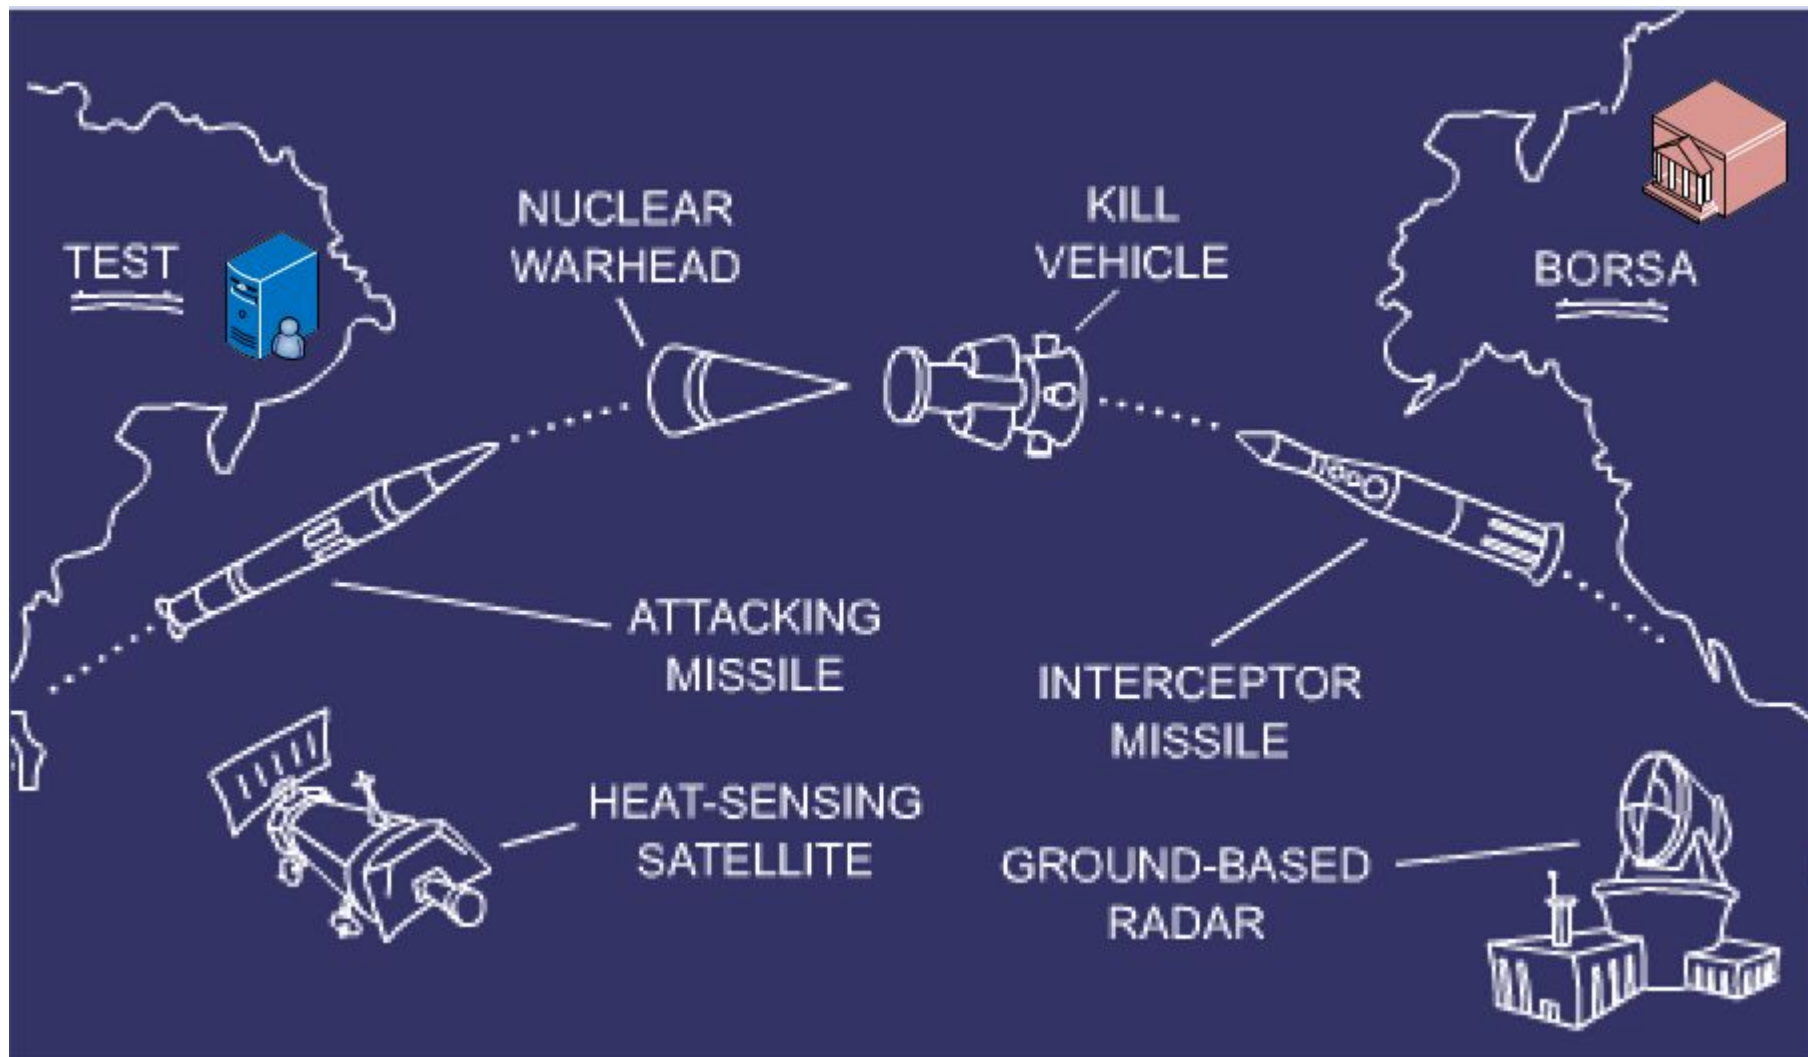 NUCLEAR
WARHEAD
KILL
VEHICLE
TEST
BORSA
ATTACKING
MISSILE
INTERCEPTOR
MISSILE
HEAT-SENSING
SATELLITE
GROUND-BASED
RADAR